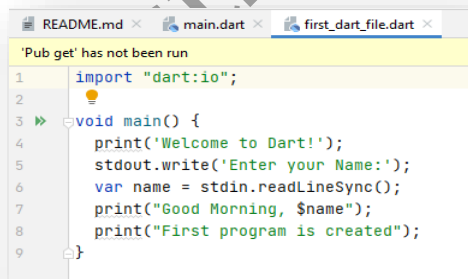 README.md × main.dart × first_dart_file.dart ×
'Pub get' has not been run
1 import "dart:io";
2
3 void main() {
4 print('Welcome to Dart!');
5 stdout.write('Enter your Name:');
6 var name = stdin.readLineSync();
7 print("Good Morning, $name");
8 print("First program is created");
9 }